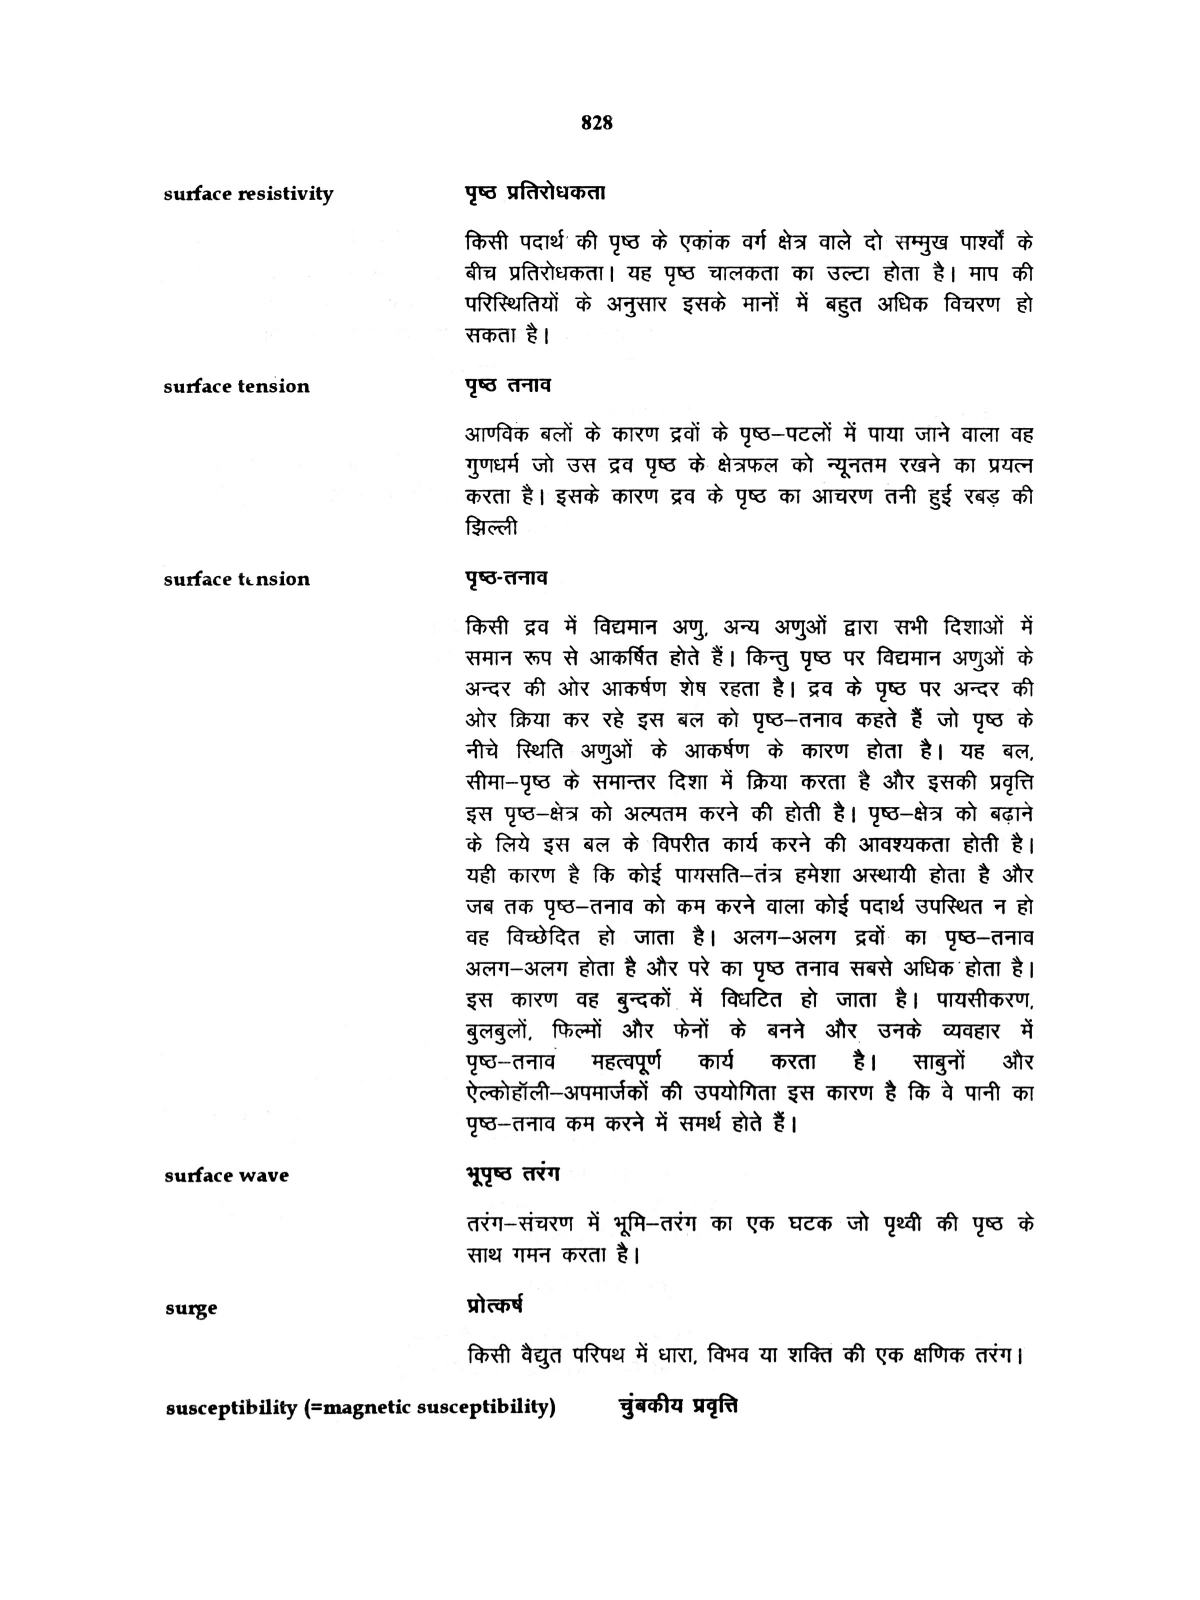 828
surface resistivity पृष्ठ प्रतिरोधकता
किसी पदार्थ की पृष्ठ के एकांक वर्ग क्षेत्र वाले दो सम्मुख पार्श्वों के
बीच प्रतिरोधकता। यह पृष्ठ चालकता का उल्टा होता है। माप की
परिस्थितियों के अनुसार इसके मानों में बहुत अधिक विचरण हो
सकता है।
surface tension पृष्ठ तनाव
आण्विक बलों के कारण द्रवों के पृष्ठ–पटलों में पाया जाने वाला वह
गुणधर्म जो उस द्रव पृष्ठ के क्षेत्रफल को न्यूनतम रखने का प्रयत्न
करता है। इसके कारण द्रव के पृष्ठ का आचरण तनी हुई रबड़ की
झिल्ली
surface tension पृष्ठ-तनाव
किसी द्रव में विद्यमान अणु, अन्य अणुओं द्वारा सभी दिशाओं में
समान रूप से आकर्षित होते हैं। किन्तु पृष्ठ पर विद्यमान अणुओं के
अन्दर की ओर आकर्षण शेष रहता है। द्रव के पृष्ठ पर अन्दर की
ओर क्रिया कर रहे इस बल को पृष्ठ–तनाव कहते हैं जो पृष्ठ के
नीचे स्थिति अणुओं के आकर्षण के कारण होता है। यह बल,
सीमा–पृष्ठ के समान्तर दिशा में क्रिया करता है और इसकी प्रवृत्ति
इस पृष्ठ–क्षेत्र को अल्पतम करने की होती है। पृष्ठ–क्षेत्र को बढ़ाने
के लिये इस बल के विपरीत कार्य करने की आवश्यकता होती है।
यही कारण है कि कोई पायसति–तंत्र हमेशा अस्थायी होता है और
जब तक पृष्ठ–तनाव को कम करने वाला कोई पदार्थ उपस्थित न हो
वह विच्छेदित हो जाता है। अलग–अलग द्रवों का पृष्ठ–तनाव
अलग–अलग होता है और परे का पृष्ठ तनाव सबसे अधिक होता है।
इस कारण वह बुन्दकों में विघटित हो जाता है। पायसीकरण,
बुलबुलों, फिल्मों और फेनों के बनने और उनके व्यवहार में
पृष्ठ–तनाव महत्वपूर्ण कार्य करता है। साबुनों और
ऐल्कोहॉली–अपमार्जकों की उपयोगिता इस कारण है कि वे पानी का
पृष्ठ–तनाव कम करने में समर्थ होते हैं।
surface wave भूपृष्ठ तरंग
तरंग–संचरण में भूमि–तरंग का एक घटक जो पृथ्वी की पृष्ठ के
साथ गमन करता है।
surge प्रोत्कर्ष
किसी वैद्युत परिपथ में धारा, विभव या शक्ति की एक क्षणिक तरंग।
susceptibility (=magnetic susceptibility) चुंबकीय प्रवृत्ति